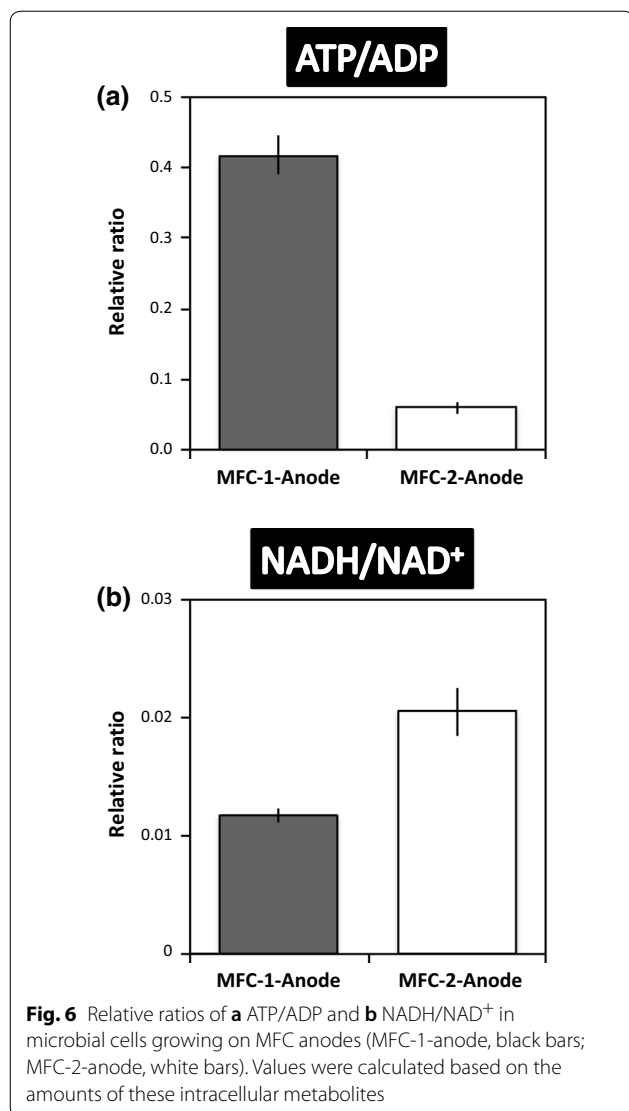 ATP/ADP
(a)
0.5
0.4
0.3
0.2
0.1
0.0
Relative ratio
MFC-1-Anode MFC-2-Anode
NADH/NAD⁺
(b)
0.03
0.02
0.01
0
Relative ratio
MFC-1-Anode MFC-2-Anode
Fig. 6 Relative ratios of a ATP/ADP and b NADH/NAD⁺ in
microbial cells growing on MFC anodes (MFC-1-anode, black bars;
MFC-2-anode, white bars). Values were calculated based on the
amounts of these intracellular metabolites